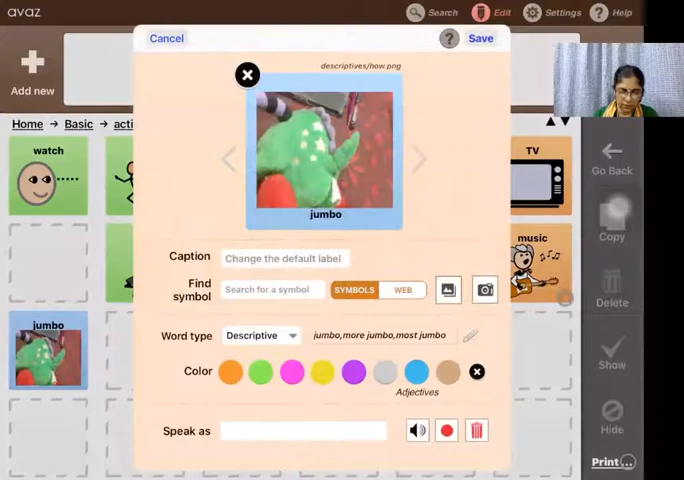 avaz
Search
Edit
Settings
Help
Cancel
Save
Add new
descriptives/how.png
jumbo
Home → Basic → acti
watch
TV
Go Back
Caption
Change the default label
Copy
Find symbol
Search for a symbol
SYMBOLS
WEB
music
Delete
jumbo
Word type
Descriptive
jumbo,more jumbo,most jumbo
Show
Color
Adjectives
Hide
Speak as
Print...